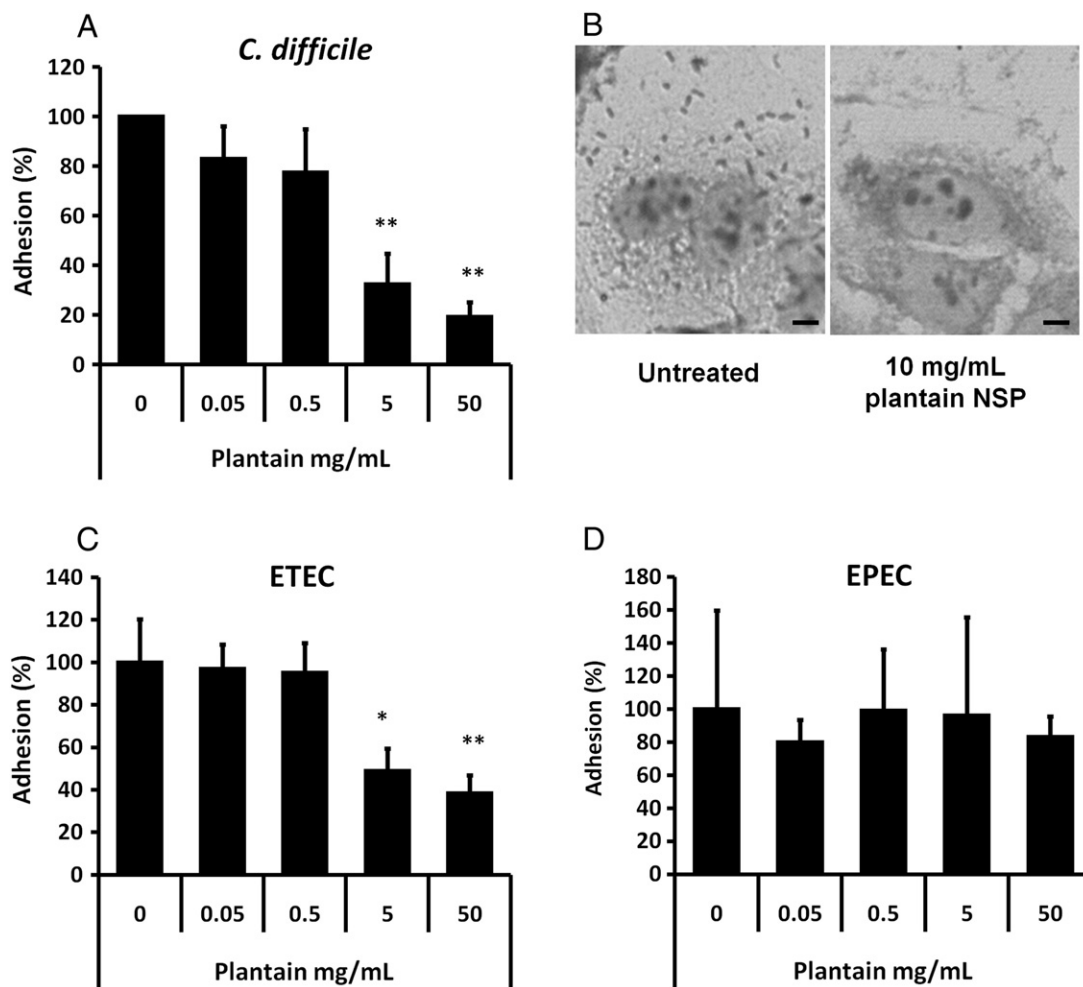 A
C. difficile
Adhesion (%)
120
100
80
60
40
20
0
**
**
0 0.05 0.5 5 50
Plantain mg/mL
B
Untreated
10 mg/mL
plantain NSP
C
ETEC
Adhesion (%)
140
120
100
80
60
40
20
0
*
**
0 0.05 0.5 5 50
Plantain mg/mL
D
EPEC
Adhesion (%)
180
160
140
120
100
80
60
40
20
0
0 0.05 0.5 5 50
Plantain mg/mL